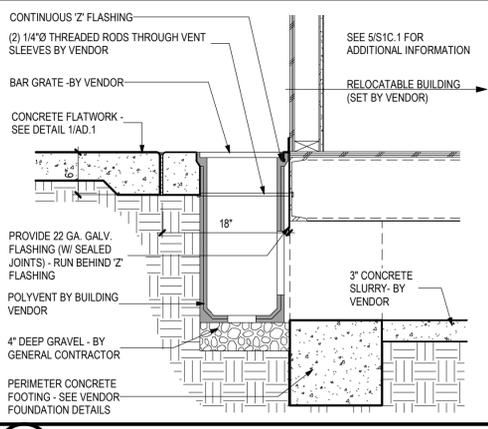 CONTINUOUS 'Z' FLASHING
(2) 1/4"Ø THREADED RODS THROUGH VENT
SLEEVES BY VENDOR
BAR GRATE -BY VENDOR
CONCRETE FLATWORK -
SEE DETAIL 1/AD.1
SEE 5/S1C.1 FOR
ADDITIONAL INFORMATION
RELOCATABLE BUILDING
(SET BY VENDOR)
6"
18"
PROVIDE 22 GA. GALV.
FLASHING (W/ SEALED
JOINTS) - RUN BEHIND 'Z'
FLASHING
POLYVENT BY BUILDING
VENDOR
4" DEEP GRAVEL - BY
GENERAL CONTRACTOR
PERIMETER CONCRETE
FOOTING - SEE VENDOR
FOUNDATION DETAILS
3" CONCRETE
SLURRY- BY
VENDOR